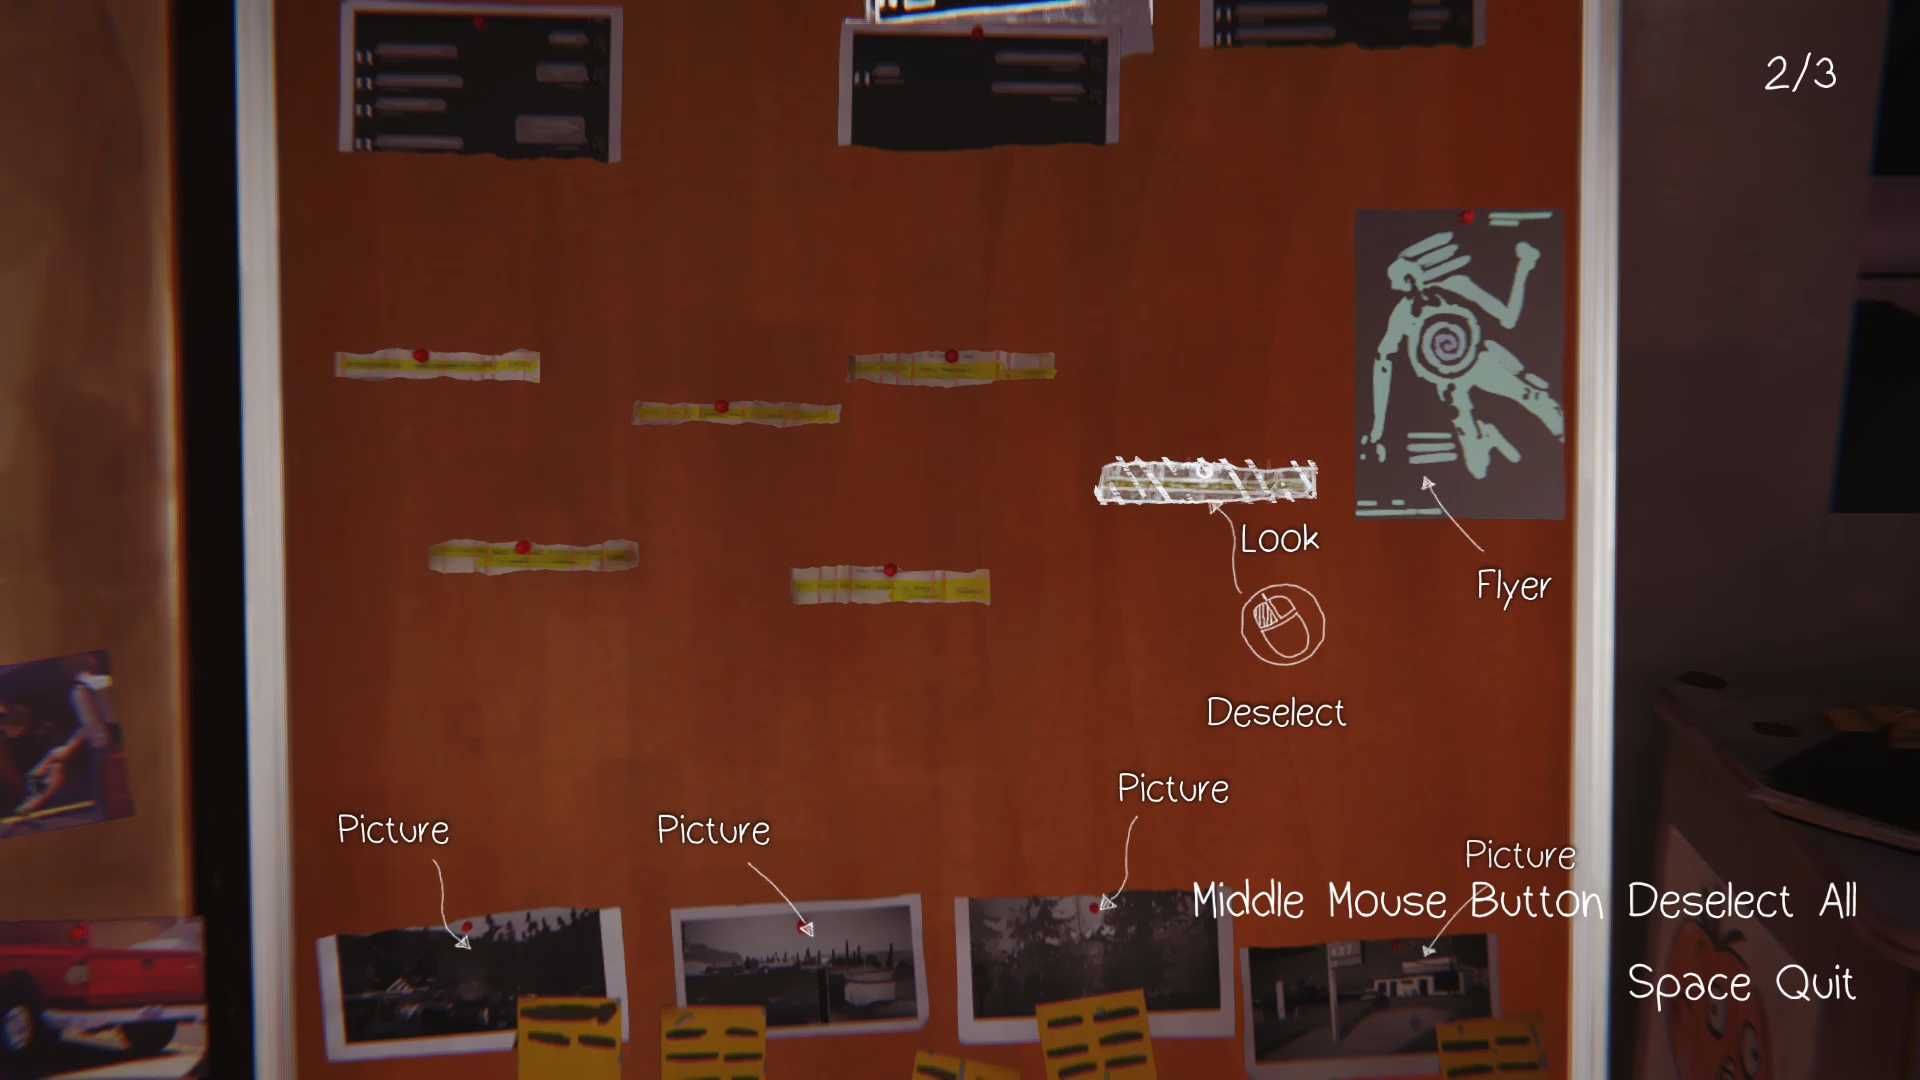 2/3
Look
Flyer
Deselect
Picture
Picture
Picture
Picture
Middle Mouse Button Deselect All
Space Quit